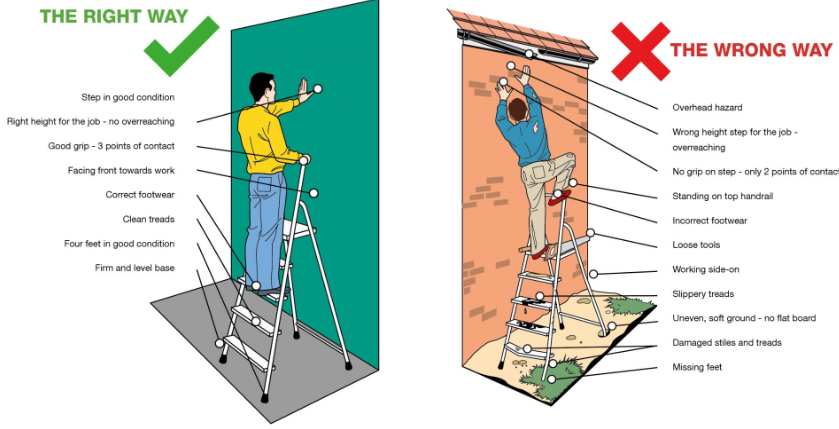 THE RIGHT WAY
Step in good condition
Right height for the job - no overreaching
Good grip - 3 points of contact
Facing front towards work
Correct footwear
Clean treads
Four feet in good condition
Firm and level base
THE WRONG WAY
Overhead hazard
Wrong height step for the job -
overreaching
No grip on step - only 2 points of contact
Standing on top handrail
Incorrect footwear
Loose tools
Working side-on
Slippery treads
Uneven, soft ground - no flat board
Damaged stiles and treads
Missing feet